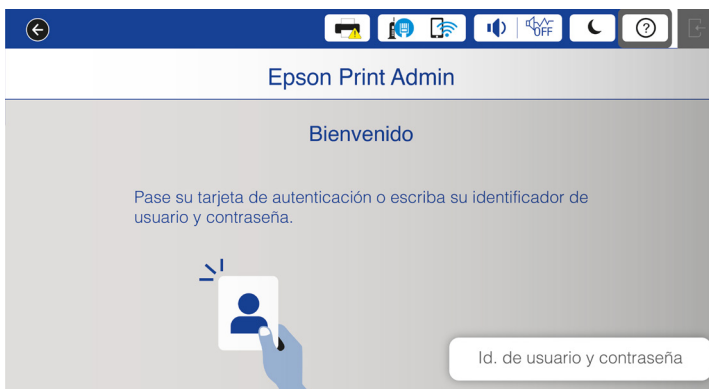 OFF
Epson Print Admin
Bienvenido
Pase su tarjeta de autenticación o escriba su identificador de
usuario y contraseña.
Id. de usuario y contraseña